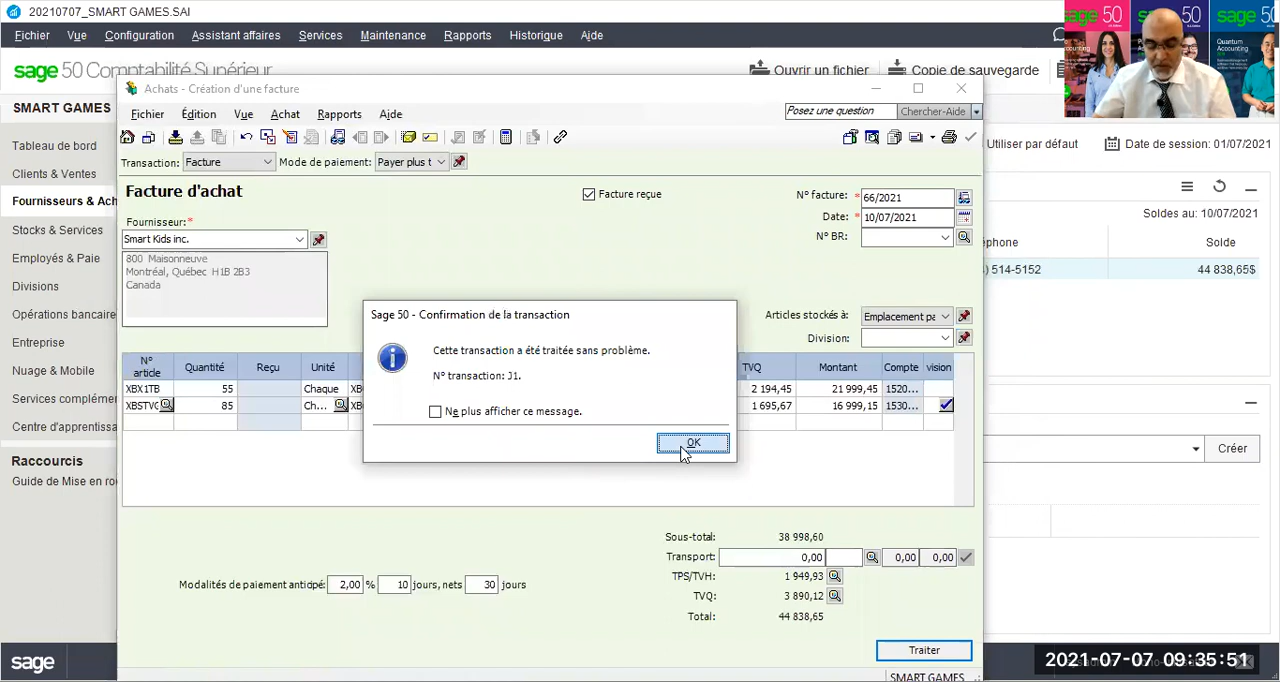 20210707_SMART GAMES.SAI
Fichier Vue Configuration Assistant affaires Services Maintenance Rapports Historique Aide
sage 50 Comptabilité Supérieur
Ouvrir un fichier Copie de sauvegarde
SMART GAMES
Utiliser par défaut Date de session: 01/07/2021
Tableau de bord
Clients & Ventes
Fournisseurs & Ach
Stocks & Services
Employés & Paie
Divisions
Opérations bancaire
Entreprise
Nuage & Mobile
Services complém
Centre d'apprentissa
Raccourcis
Guide de Mise en ro
Achats - Création d'une facture
Fichier Édition Vue Achat Rapports Aide
Posez une question Chercher-Aide
Transaction: Facture Mode de paiement: Payer plus t
Facture d'achat
Facture reçue
N° facture: * 66/2021
Date: * 10/07/2021
N° BR:
Fournisseur:*
Smart Kids inc.
800 Maisonneuve
Montréal, Québec H1B 2B3
Canada
Articles stockés à: Emplacement pa
Division:
N° article Quantité Reçu Unité TVQ Montant Compte vision
XBX1TB 55 Chaque XB 2 194,45 21 999,45 1520...
XBSTVC 85 Ch... XB 1 695,67 16 999,15 1530...
Sage 50 - Confirmation de la transaction
Cette transaction a été traitée sans problème.
N° transaction: J1.
Ne plus afficher ce message.
OK
Sous-total: 38 998,60
Transport: 0,00 0,00 0,00
TPS/TVH: 1 949,93
TVQ: 3 890,12
Total: 44 838,65
Modalités de paiement anticipé: 2,00 % 10 jours, nets 30 jours
Traiter
SMART GAMES
Soldes au: 10/07/2021
phone Solde
514-5152 44 838,65$
Créer
sage
2021-07-07 09:35:51
sage 50
Quantum
Accounting